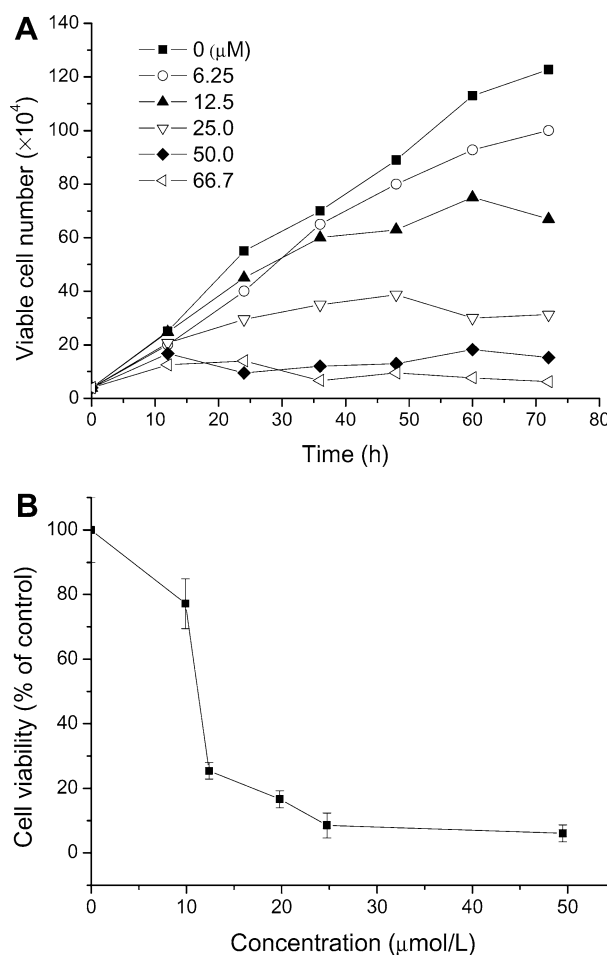 A
140
120
100
80
60
40
20
0
Viable cell number (×10⁴)
0 (μM)
6.25
12.5
25.0
50.0
66.7
0 10 20 30 40 50 60 70 80
Time (h)
B
100
80
60
40
20
0
Cell viability (% of control)
0 10 20 30 40 50
Concentration (μmol/L)